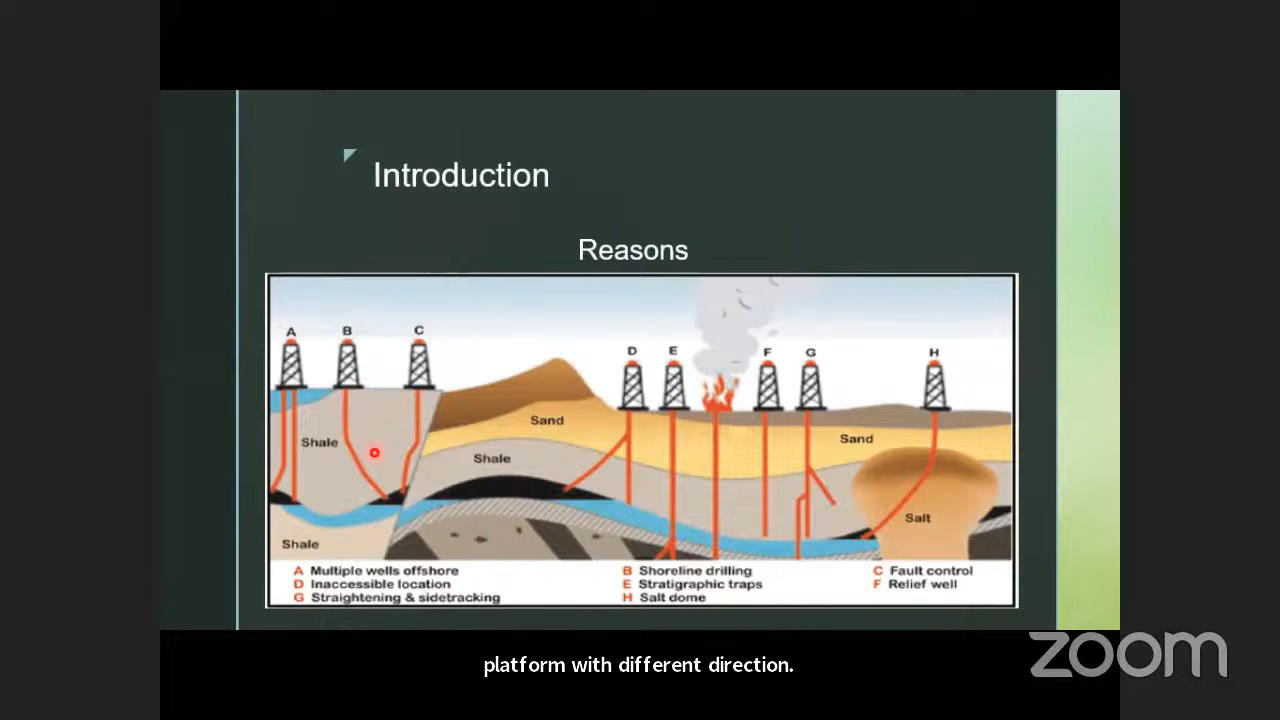 Introduction
Reasons
A B C
D E F G H
Sand
Shale
Sand
Shale
Salt
Shale
A Multiple wells offshore B Shoreline drilling C Fault control
D Inaccessible location E Stratigraphic traps F Relief well
G Straightening & sidetracking H Salt dome
platform with different direction.
zoom